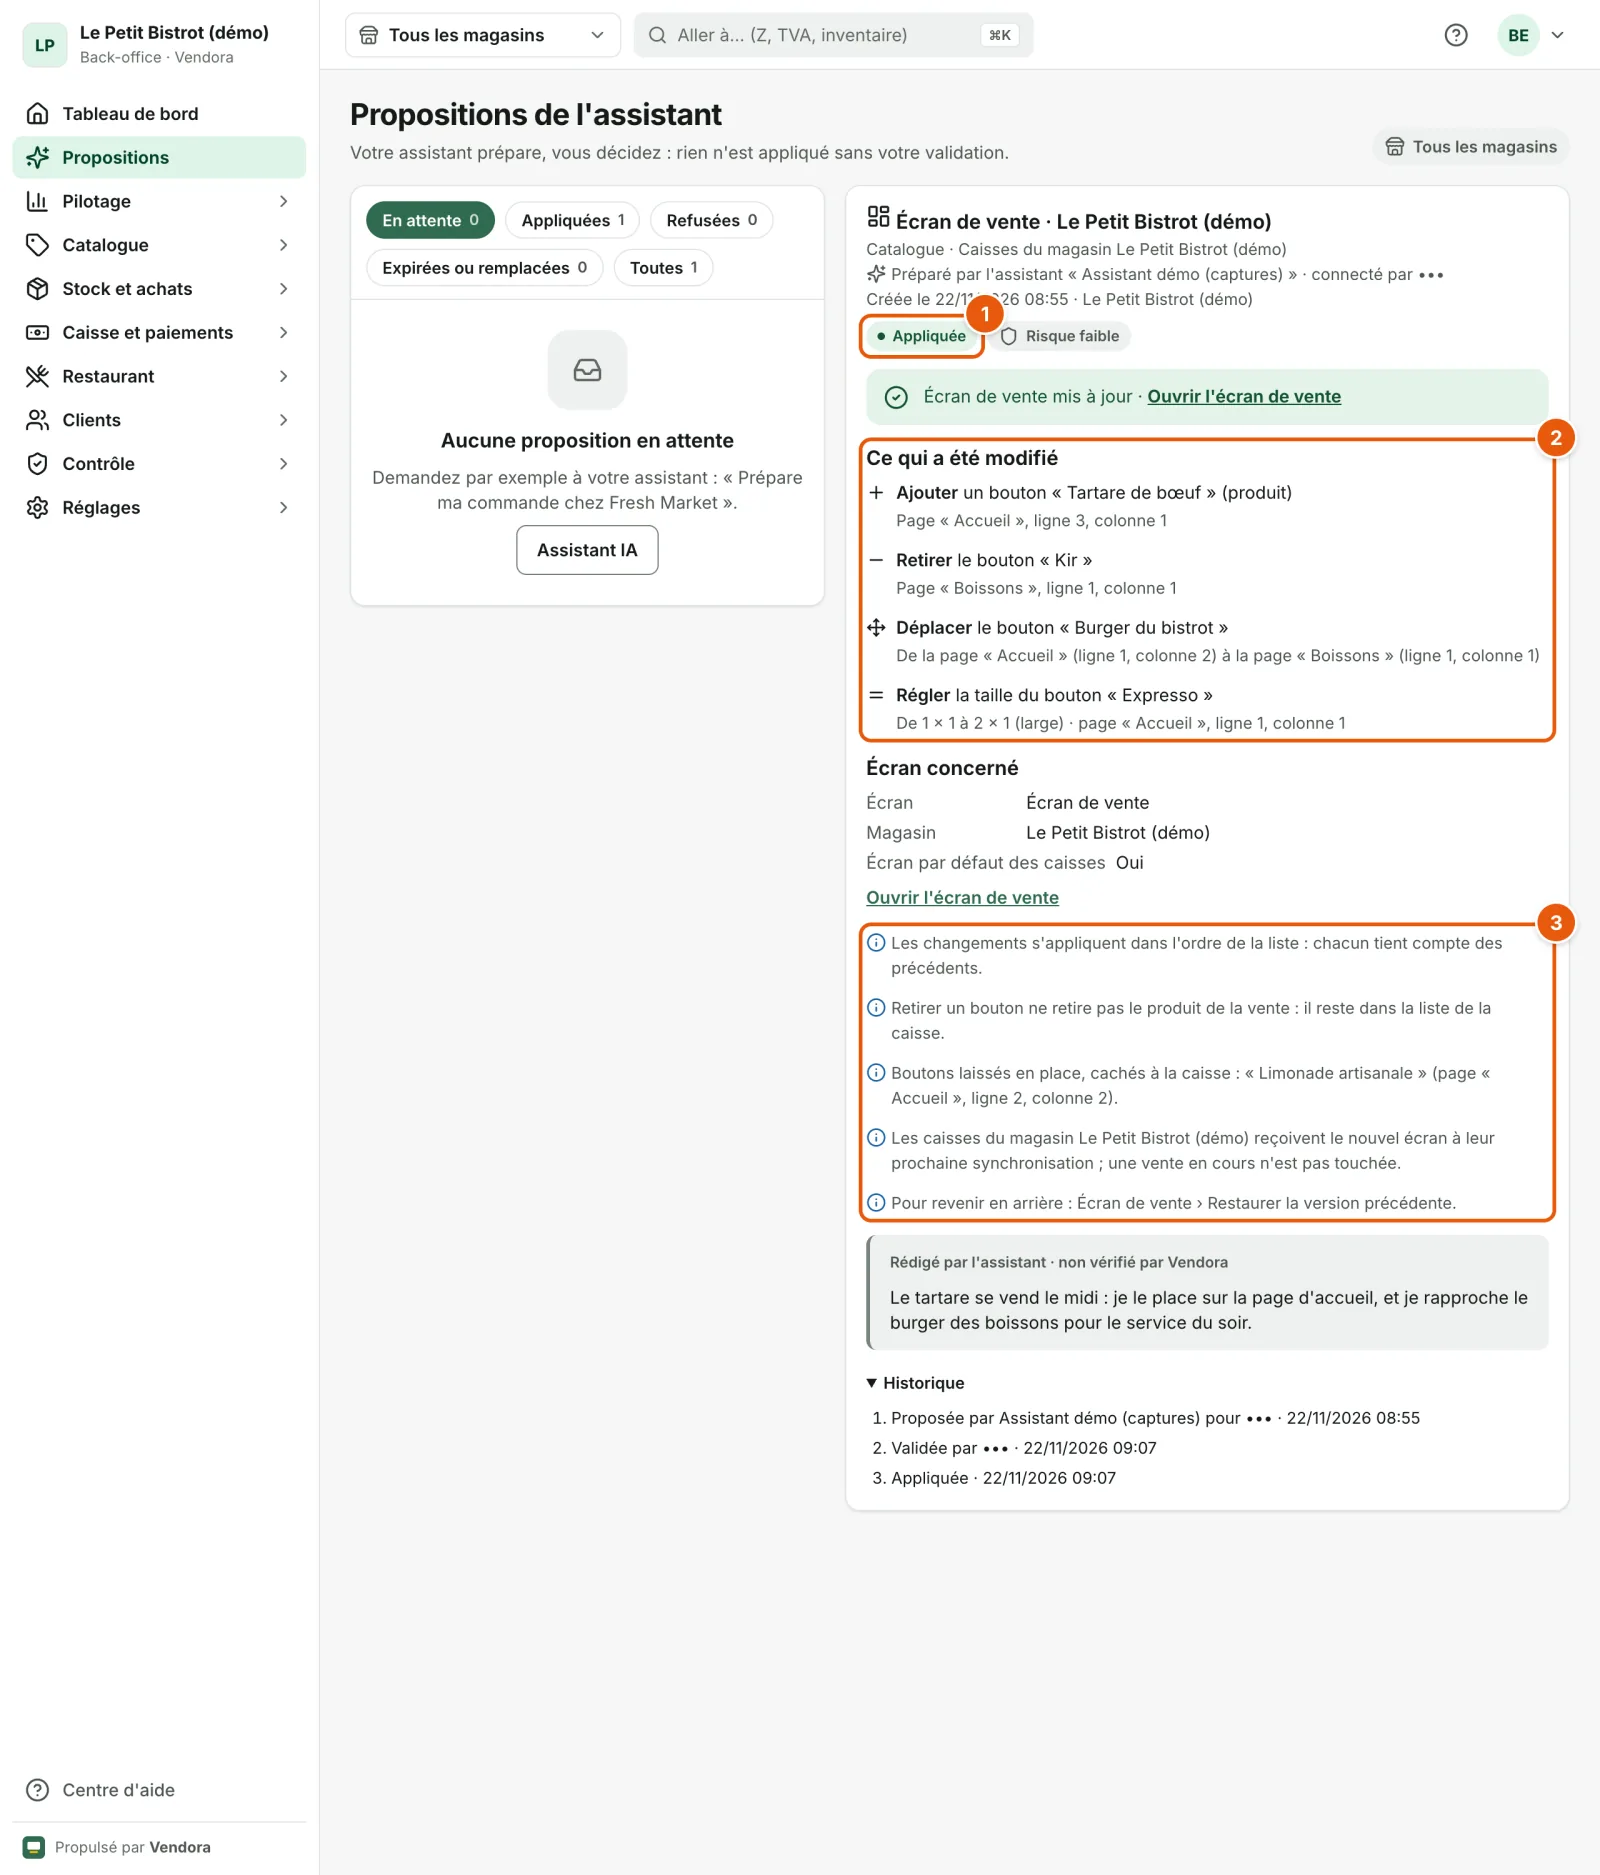 LP
Le Petit Bistrot (démo)
Back-office · Vendora
Tableau de bord
Propositions
Pilotage
Catalogue
Stock et achats
Caisse et paiements
Restaurant
Clients
Contrôle
Réglages
Centre d'aide
Propulsé par Vendora
Tous les magasins
Aller à... (Z, TVA, inventaire)
⌘K
BE
Propositions de l'assistant
Votre assistant prépare, vous décidez : rien n'est appliqué sans votre validation.
Tous les magasins
En attente 0
Appliquées 1
Refusées 0
Expirées ou remplacées 0
Toutes 1
Aucune proposition en attente
Demandez par exemple à votre assistant : « Prépare
ma commande chez Fresh Market ».
Assistant IA
Écran de vente · Le Petit Bistrot (démo)
Catalogue · Caisses du magasin Le Petit Bistrot (démo)
Préparé par l'assistant « Assistant démo (captures) » · connecté par •••
Créée le 22/11 26 08:55 · Le Petit Bistrot (démo)
1
• Appliquée
Risque faible
Écran de vente mis à jour · Ouvrir l'écran de vente
2
Ce qui a été modifié
+ Ajouter un bouton « Tartare de bœuf » (produit)
Page « Accueil », ligne 3, colonne 1
− Retirer le bouton « Kir »
Page « Boissons », ligne 1, colonne 1
Déplacer le bouton « Burger du bistrot »
De la page « Accueil » (ligne 1, colonne 2) à la page « Boissons » (ligne 1, colonne 1)
= Régler la taille du bouton « Expresso »
De 1 × 1 à 2 × 1 (large) · page « Accueil », ligne 1, colonne 1
Écran concerné
Écran Écran de vente
Magasin Le Petit Bistrot (démo)
Écran par défaut des caisses Oui
Ouvrir l'écran de vente
3
Les changements s'appliquent dans l'ordre de la liste : chacun tient compte des
précédents.
Retirer un bouton ne retire pas le produit de la vente : il reste dans la liste de la
caisse.
Boutons laissés en place, cachés à la caisse : « Limonade artisanale » (page «
Accueil », ligne 2, colonne 2).
Les caisses du magasin Le Petit Bistrot (démo) reçoivent le nouvel écran à leur
prochaine synchronisation ; une vente en cours n'est pas touchée.
Pour revenir en arrière : Écran de vente › Restaurer la version précédente.
Rédigé par l'assistant · non vérifié par Vendora
Le tartare se vend le midi : je le place sur la page d'accueil, et je rapproche le
burger des boissons pour le service du soir.
▼ Historique
1. Proposée par Assistant démo (captures) pour ••• · 22/11/2026 08:55
2. Validée par ••• · 22/11/2026 09:07
3. Appliquée · 22/11/2026 09:07